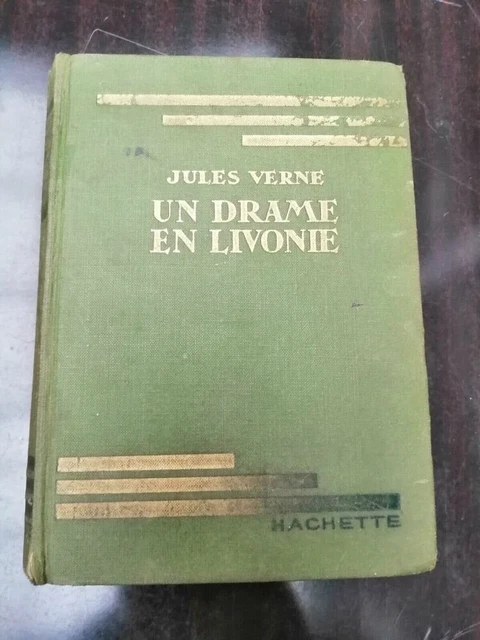 JULES VERNE
UN DRAME
EN LIVONIE
HACHETTE